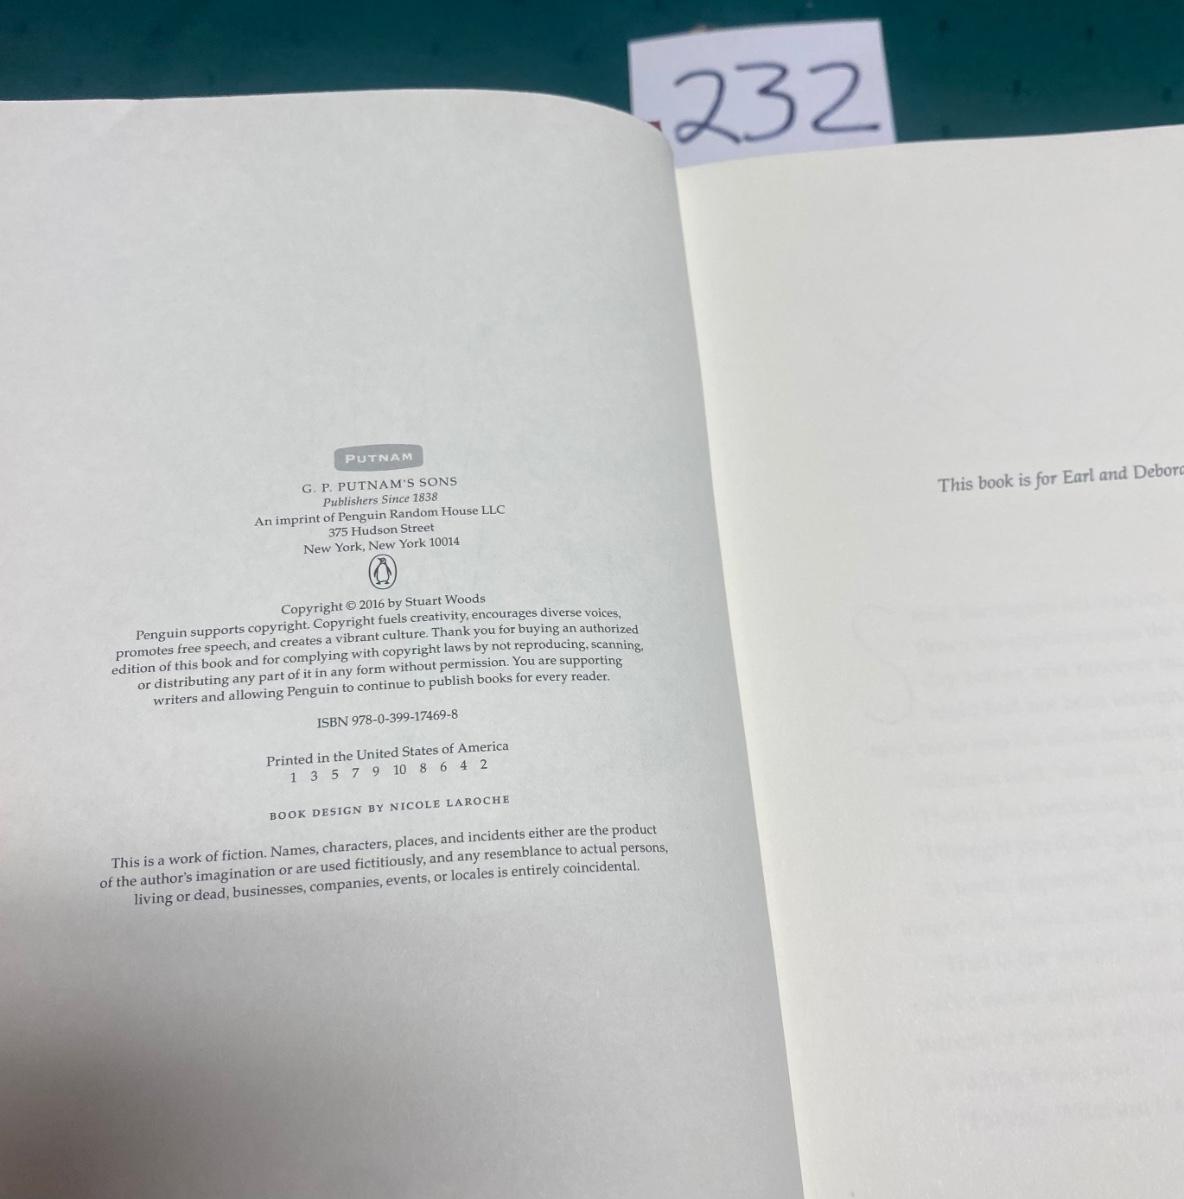 232
PUTNAM
G. P. PUTNAM'S SONS
Publishers Since 1838
An imprint of Penguin Random House LLC
375 Hudson Street
New York, New York 10014
Copyright © 2016 by Stuart Woods
Penguin supports copyright. Copyright fuels creativity, encourages diverse voices,
promotes free speech, and creates a vibrant culture. Thank you for buying an authorized
edition of this book and for complying with copyright laws by not reproducing, scanning,
or distributing any part of it in any form without permission. You are supporting
writers and allowing Penguin to continue to publish books for every reader.
ISBN 978-0-399-17469-8
Printed in the United States of America
1 3 5 7 9 10 8 6 4 2
BOOK DESIGN BY NICOLE LAROCHE
This is a work of fiction. Names, characters, places, and incidents either are the product
of the author's imagination or are used fictitiously, and any resemblance to actual persons,
living or dead, businesses, companies, events, or locales is entirely coincidental.
This book is for Earl and Debora